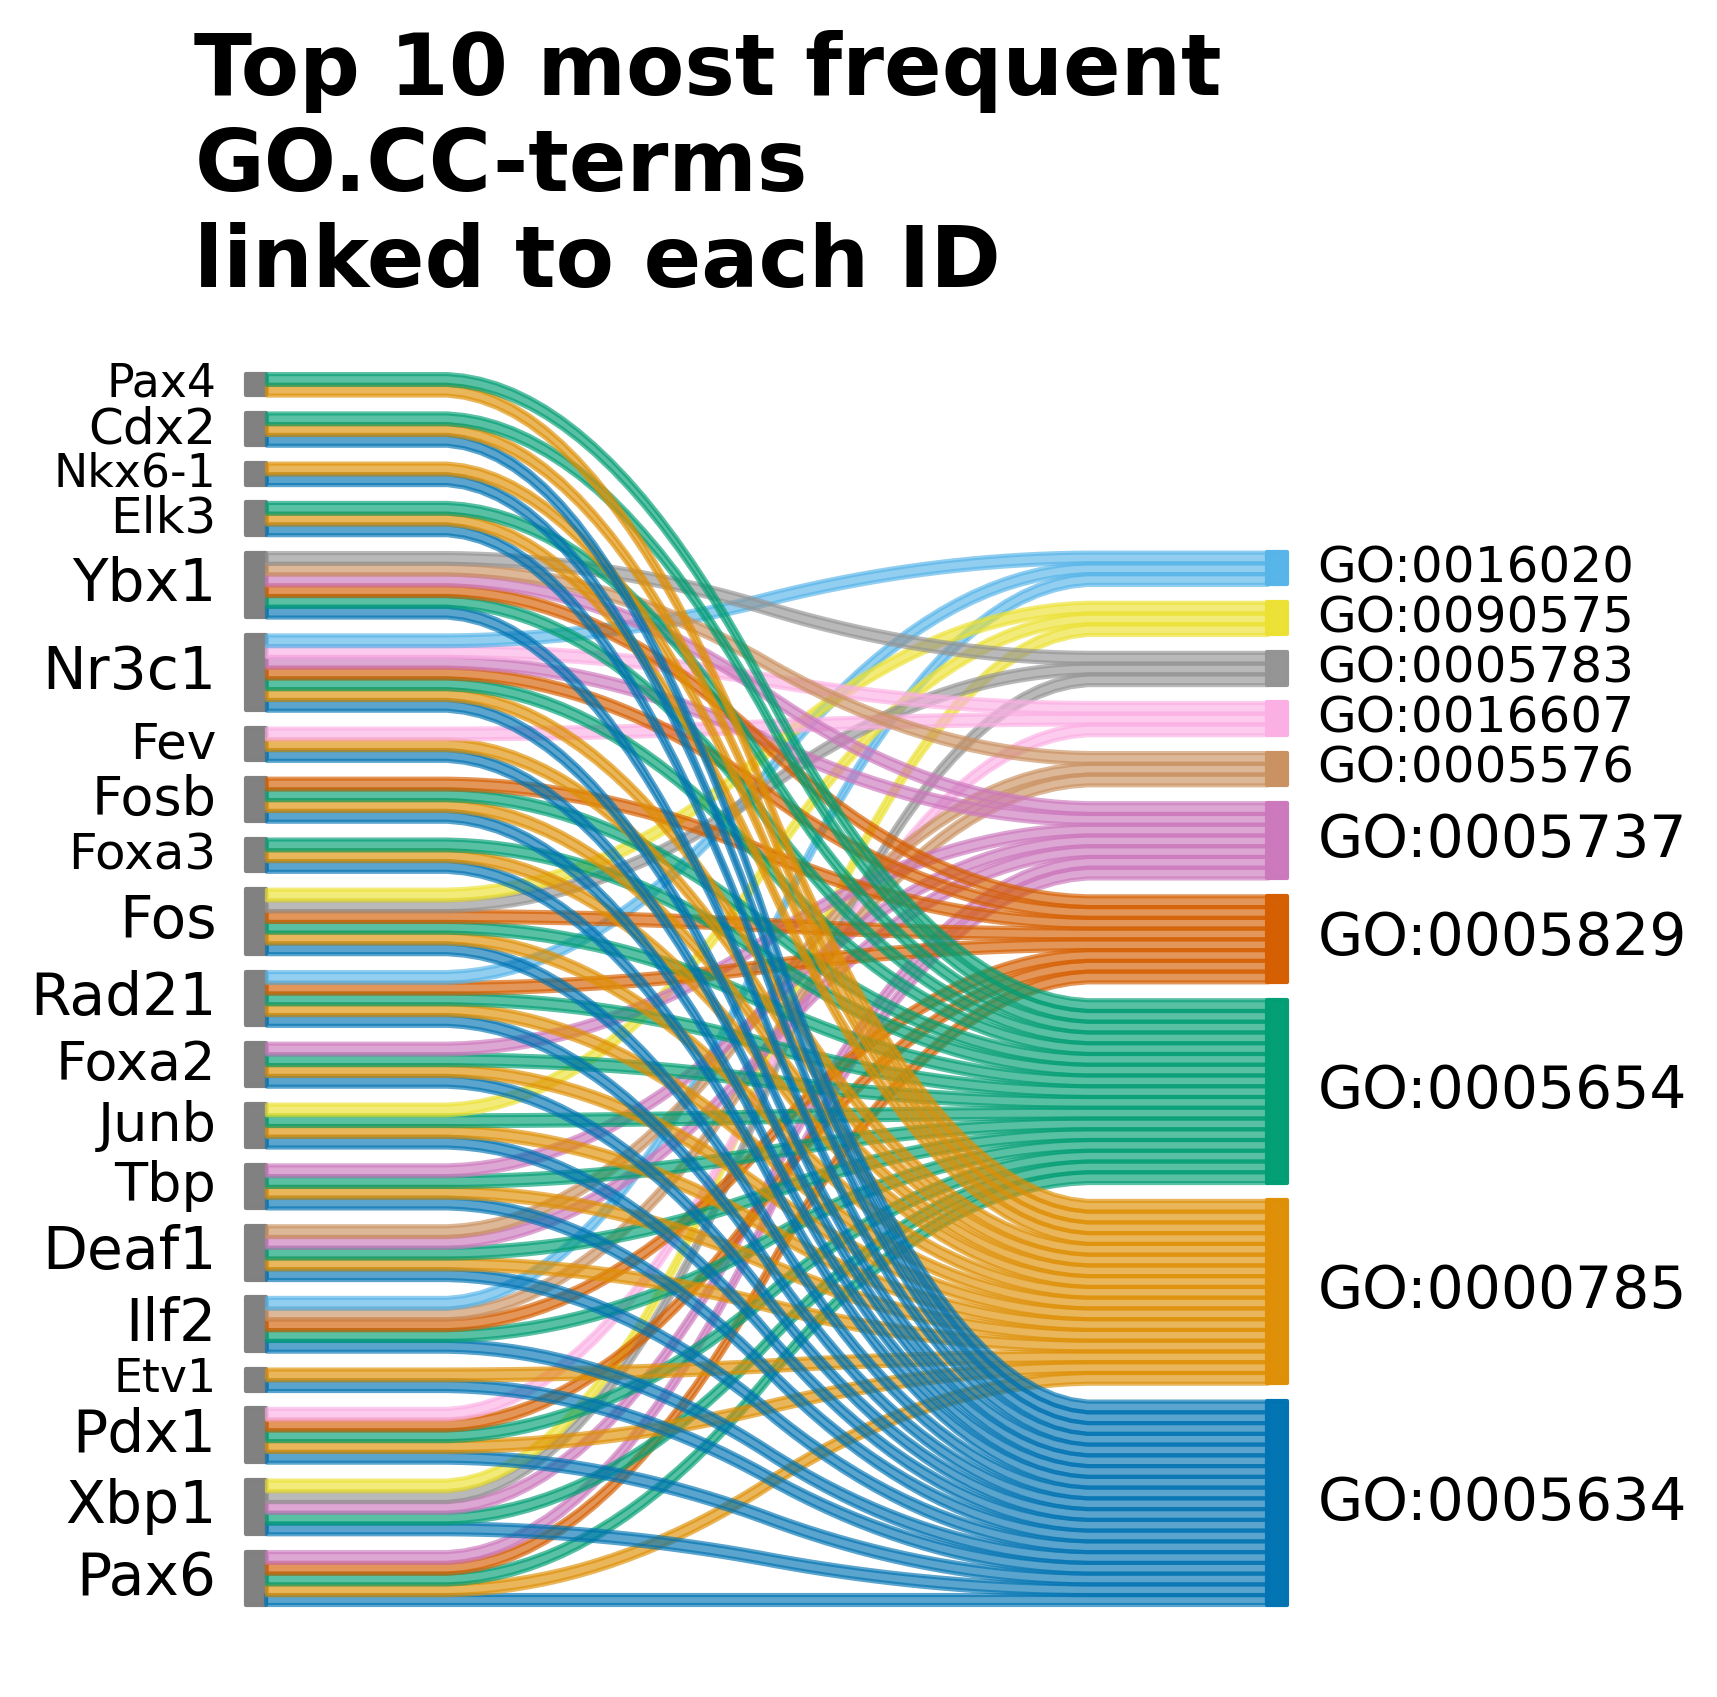 Top 10 most frequent
GO.CC-terms
linked to each ID
Pax4
Cdx2
Nkx6-1
Elk3
Ybx1
Nr3c1
Fev
Fosb
Foxa3
Fos
Rad21
Foxa2
Junb
Tbp
Deaf1
Ilf2
Etv1
Pdx1
Xbp1
Pax6
GO:0016020
GO:0090575
GO:0005783
GO:0016607
GO:0005576
GO:0005737
GO:0005829
GO:0005654
GO:0000785
GO:0005634